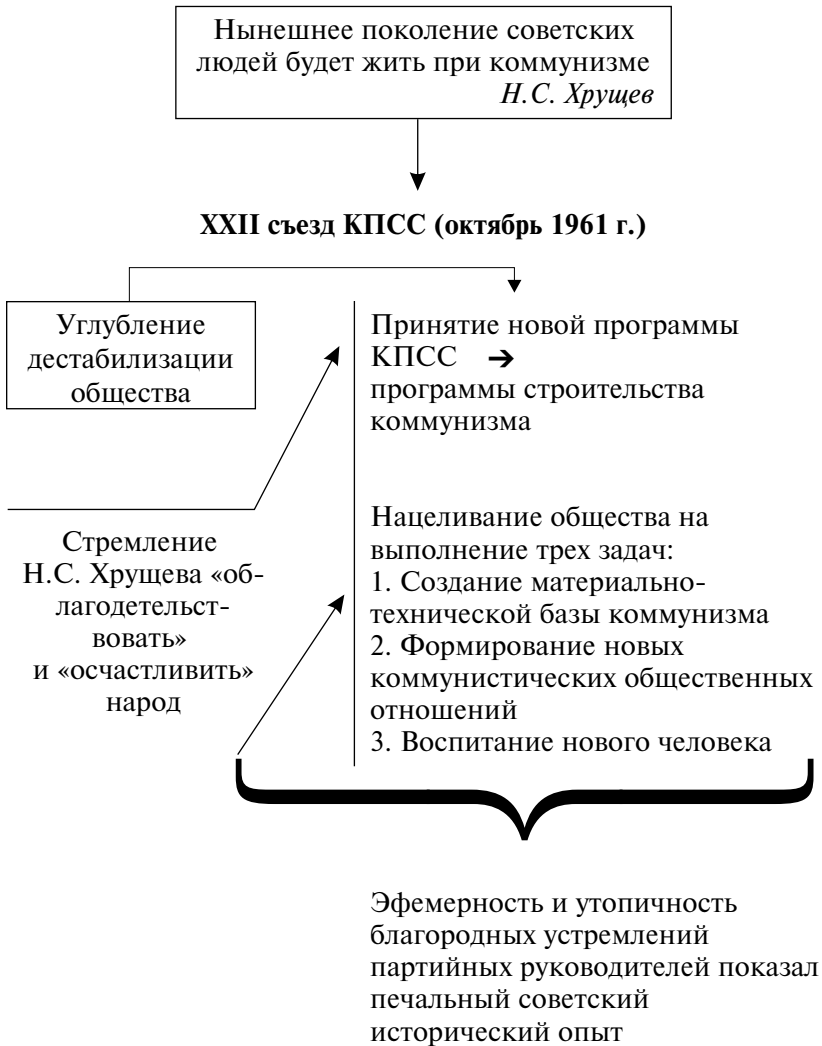 Нынешнее поколение советских
людей будет жить при коммунизме
Н.С. Хрущев
XXII съезд КПСС (октябрь 1961 г.)
Углубление
дестабилизации
общества
Принятие новой программы
КПСС ➔
программы строительства
коммунизма
Стремление
Н.С. Хрущева «об-
лагодетельст-
вовать»
и «осчастливить»
народ
Нацеливание общества на
выполнение трех задач:
1. Создание материально-
технической базы коммунизма
2. Формирование новых
коммунистических общественных
отношений
3. Воспитание нового человека
Эфемерность и утопичность
благородных устремлений
партийных руководителей показал
печальный советский
исторический опыт